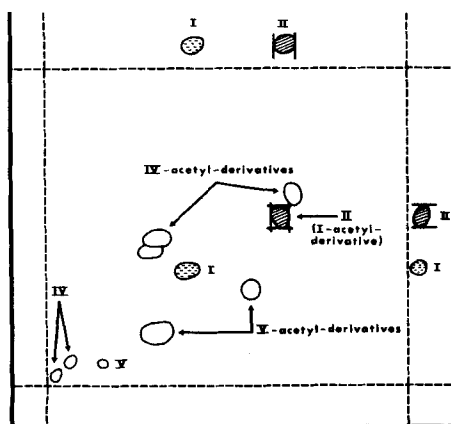 I II
IV-acetyl-derivatives
II
(I-acetyl-
derivative)
II
I
I
IV
V-acetyl-derivatives
V